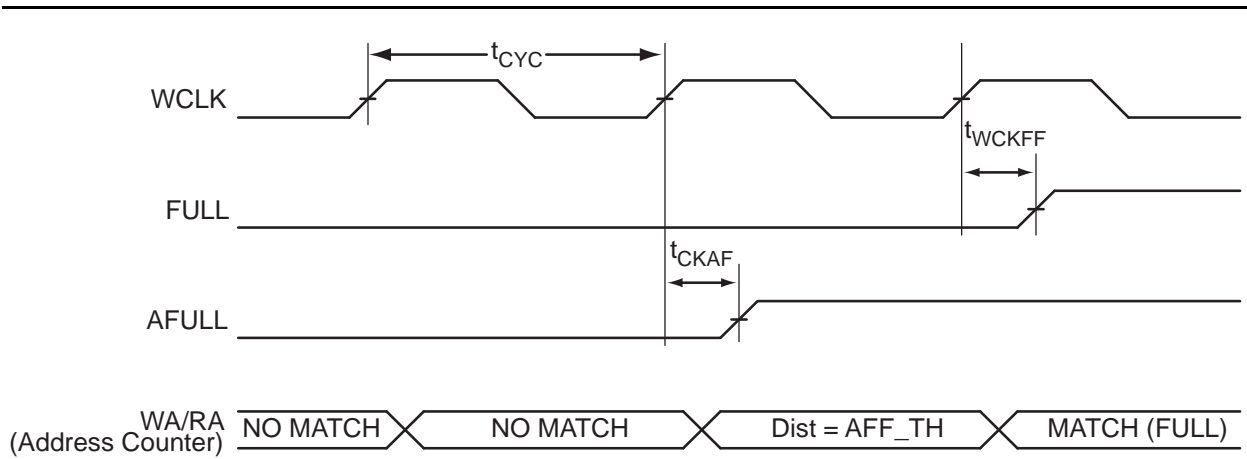 tCYC
WCLK
tWCKFF
FULL
tCKAF
AFULL
WA/RA
(Address Counter)
NO MATCH
NO MATCH
Dist = AFF_TH
MATCH (FULL)